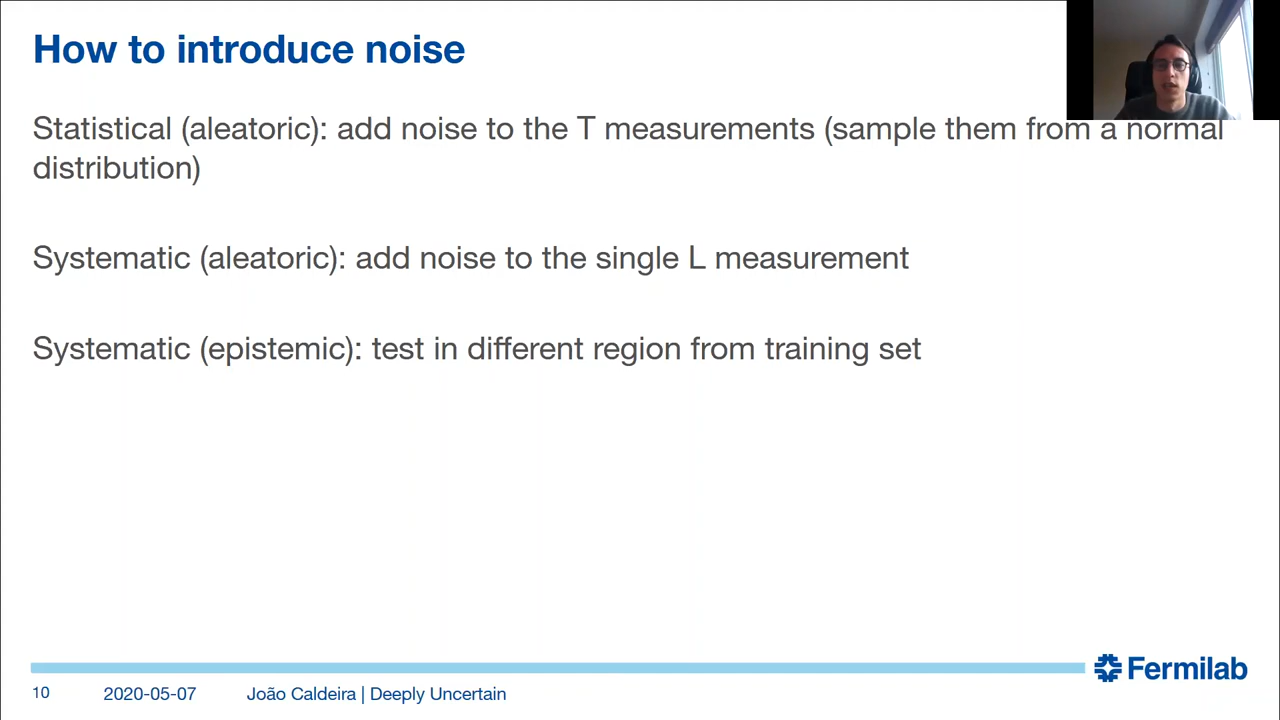 How to introduce noise
Statistical (aleatoric): add noise to the T measurements (sample them from a normal
distribution)
Systematic (aleatoric): add noise to the single L measurement
Systematic (epistemic): test in different region from training set
Fermilab
10 2020-05-07 João Caldeira | Deeply Uncertain